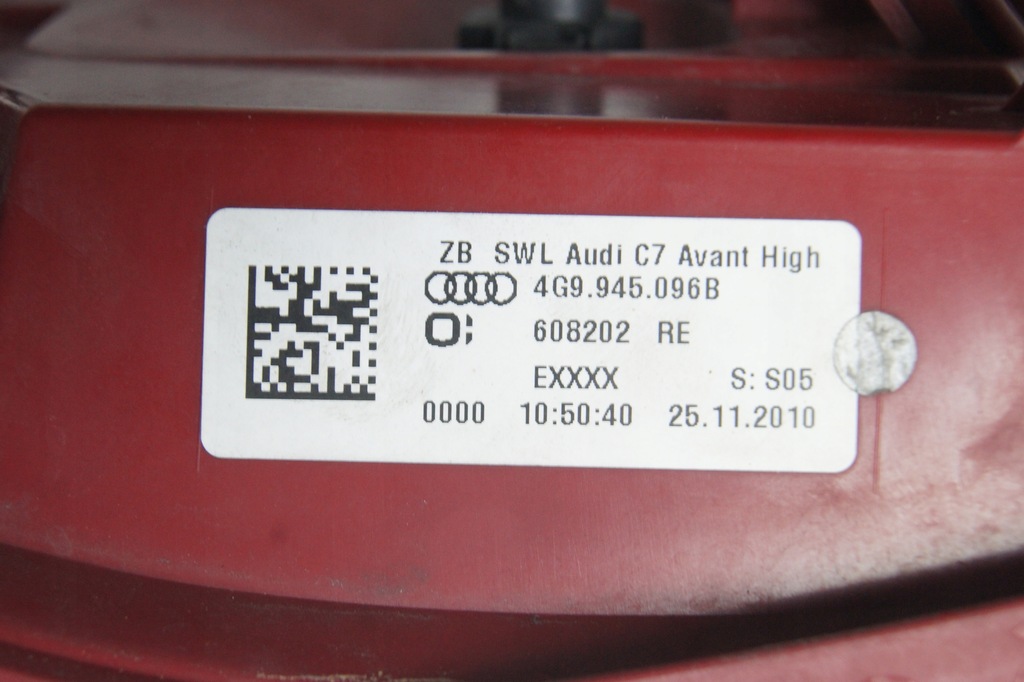 ZB SWL Audi C7 Avant High
4G9.945.096B
608202 RE
EXXXX S: S05
0000 10:50:40 25.11.2010